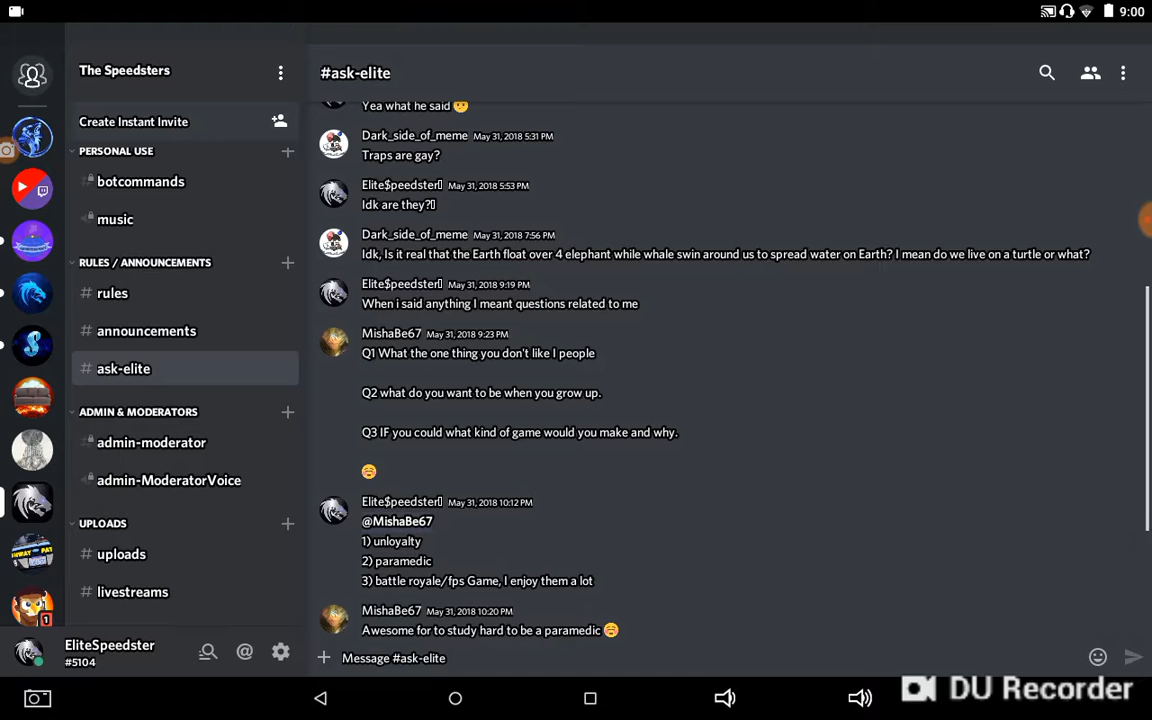 9:00
The Speedsters
Create Instant Invite
PERSONAL USE
botcommands
music
RULES / ANNOUNCEMENTS
rules
announcements
ask-elite
ADMIN & MODERATORS
admin-moderator
admin-ModeratorVoice
UPLOADS
uploads
livestreams
EliteSpeedster
#5104
#ask-elite
Yea what he said
Dark_side_of_meme May 31, 2018 5:31 PM
Traps are gay?
Elite$peedster May 31, 2018 5:53 PM
Idk are they?
Dark_side_of_meme May 31, 2018 7:56 PM
Idk, Is it real that the Earth float over 4 elephant while whale swin around us to spread water on Earth? I mean do we live on a turtle or what?
Elite$peedster May 31, 2018 9:19 PM
When i said anything I meant questions related to me
MishaBe67 May 31, 2018 9:23 PM
Q1 What the one thing you don't like I people
Q2 what do you want to be when you grow up.
Q3 IF you could what kind of game would you make and why.
Elite$peedster May 31, 2018 10:12 PM
@MishaBe67
1) unloyalty
2) paramedic
3) battle royale/fps Game, I enjoy them a lot
MishaBe67 May 31, 2018 10:20 PM
Awesome for to study hard to be a paramedic
Message #ask-elite
DU Recorder